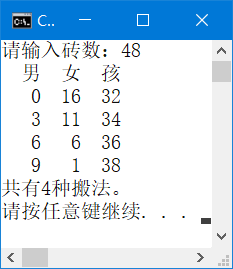 C...
请输入砖数：48
男 女 孩
0 16 32
3 11 34
6 6 36
9 1 38
共有4种搬法。
请按任意键继续. . .